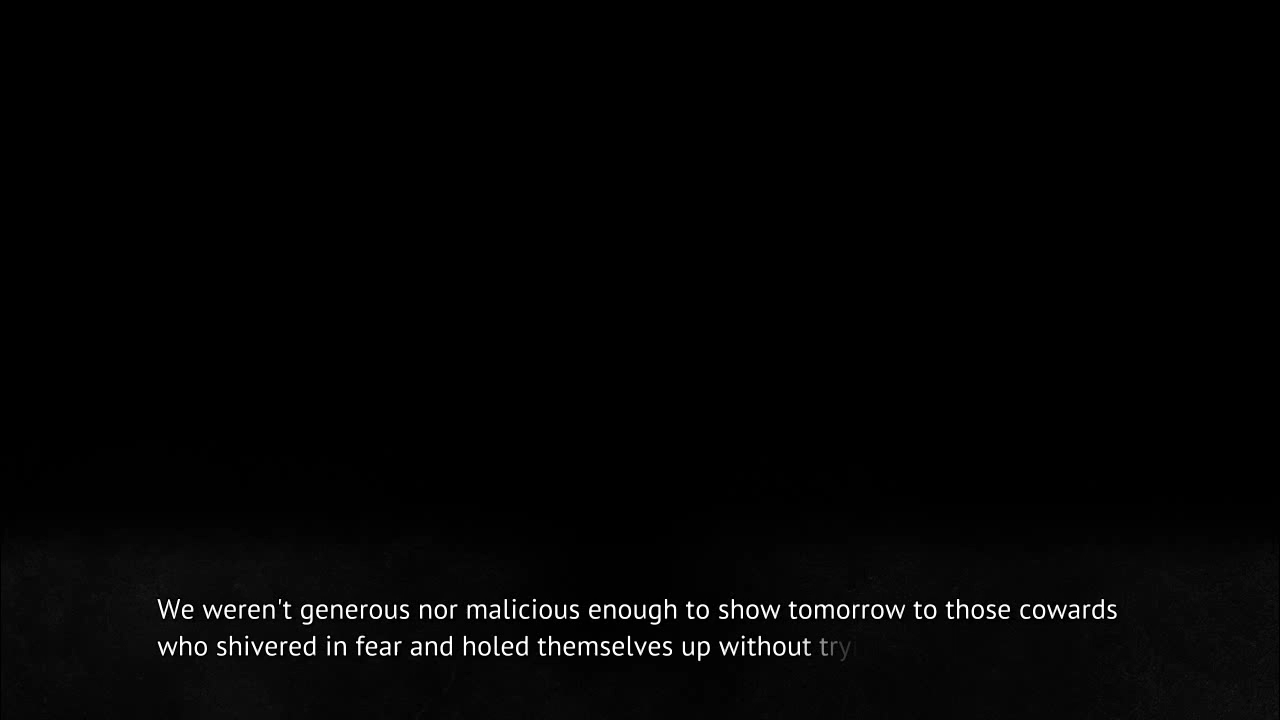 We weren't generous nor malicious enough to show tomorrow to those cowards
who shivered in fear and holed themselves up without try